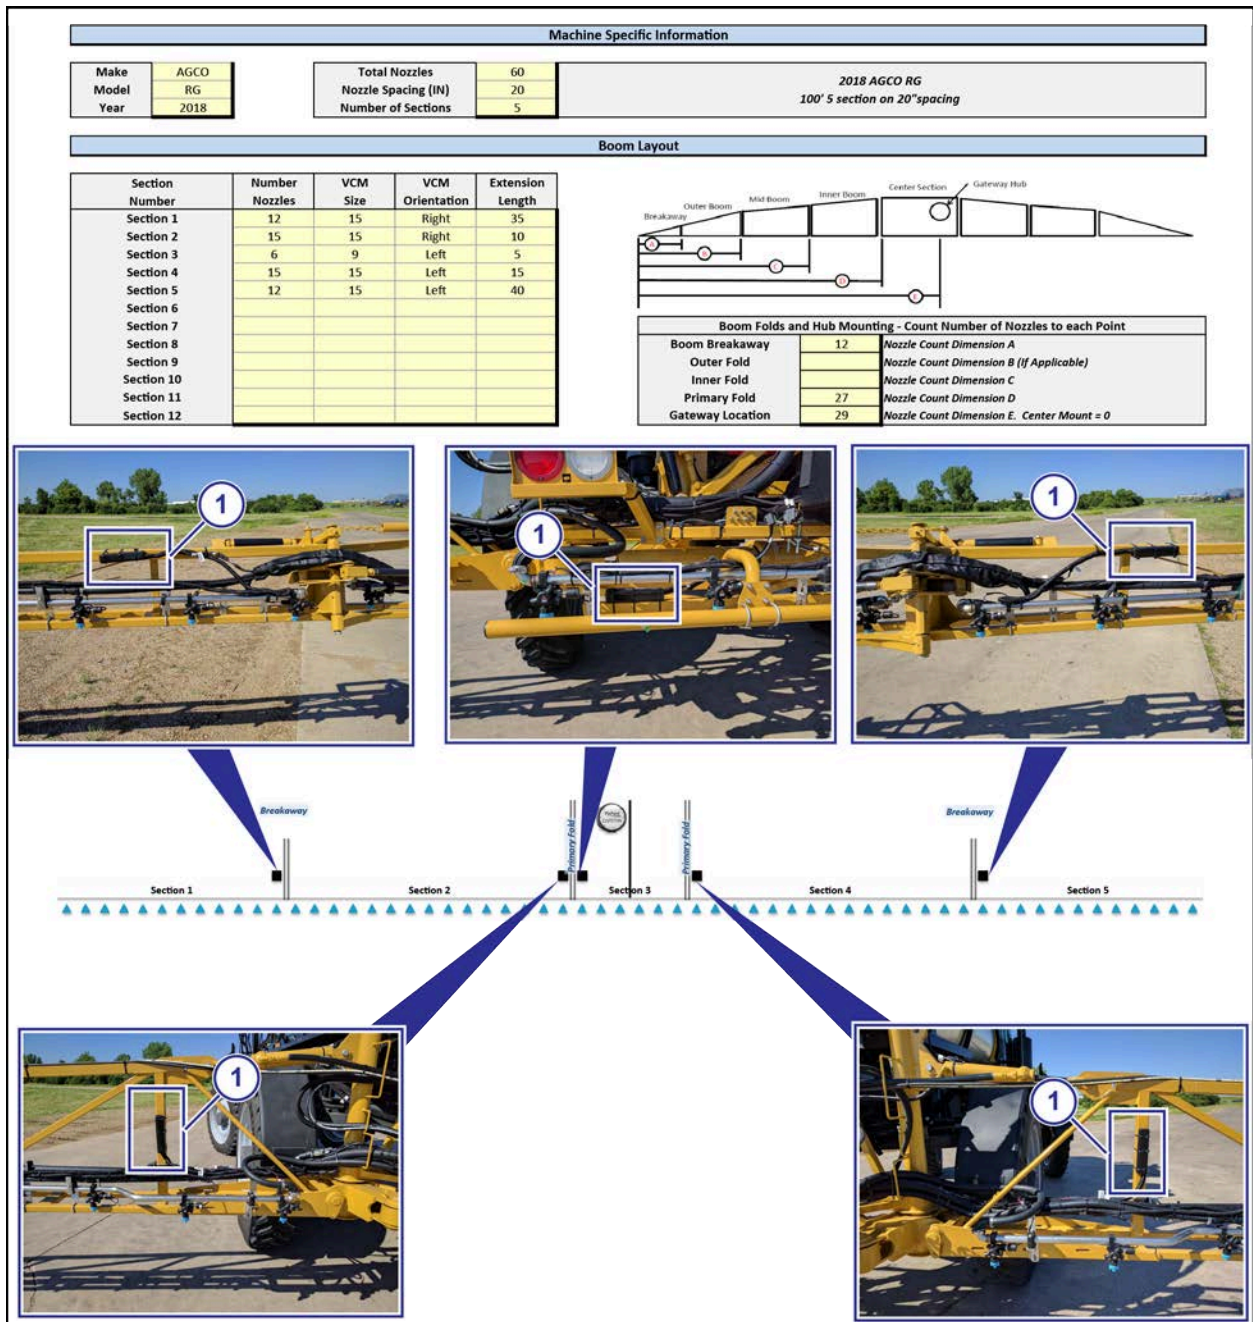 Machine Specific Information
Make AGCO
Model RG
Year 2018
Total Nozzles 60
Nozzle Spacing (IN) 20
Number of Sections 5
2018 AGCO RG
100' 5 section on 20"spacing
Boom Layout
Section Number Number Nozzles VCM Size VCM Orientation Extension Length
Section 1 12 15 Right 35
Section 2 15 15 Right 10
Section 3 6 9 Left 5
Section 4 15 15 Left 15
Section 5 12 15 Left 40
Section 6
Section 7
Section 8
Section 9
Section 10
Section 11
Section 12
Breakaway
Outer Boom
Mid Boom
Inner Boom
Center Section
Gateway Hub
A
B
C
D
E
Boom Folds and Hub Mounting - Count Number of Nozzles to each Point
Boom Breakaway 12 Nozzle Count Dimension A
Outer Fold Nozzle Count Dimension B (If Applicable)
Inner Fold Nozzle Count Dimension C
Primary Fold 27 Nozzle Count Dimension D
Gateway Location 29 Nozzle Count Dimension E. Center Mount = 0
1
1
1
Breakaway
Primary Fold
Primary Fold
Breakaway
Section 1
Section 2
Section 3
Section 4
Section 5
1
1